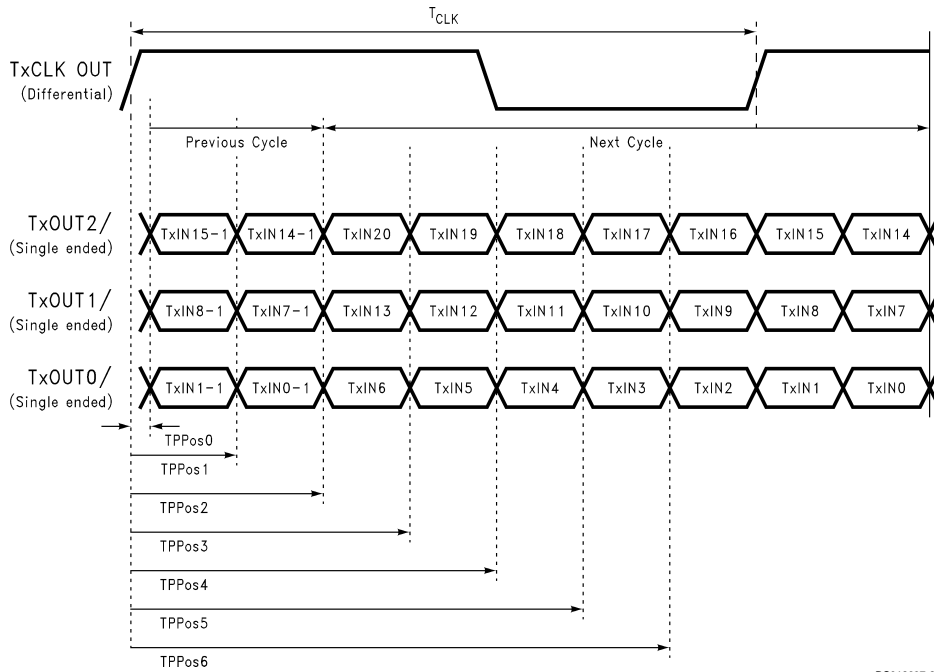 TCLK
TxCLK OUT
(Differential)
Previous Cycle
Next Cycle
TxOUT2/
(Single ended)
TxIN15-1 TxIN14-1 TxIN20 TxIN19 TxIN18 TxIN17 TxIN16 TxIN15 TxIN14
TxOUT1/
(Single ended)
TxIN8-1 TxIN7-1 TxIN13 TxIN12 TxIN11 TxIN10 TxIN9 TxIN8 TxIN7
TxOUT0/
(Single ended)
TxIN1-1 TxIN0-1 TxIN6 TxIN5 TxIN4 TxIN3 TxIN2 TxIN1 TxIN0
TPPos0
TPPos1
TPPos2
TPPos3
TPPos4
TPPos5
TPPos6